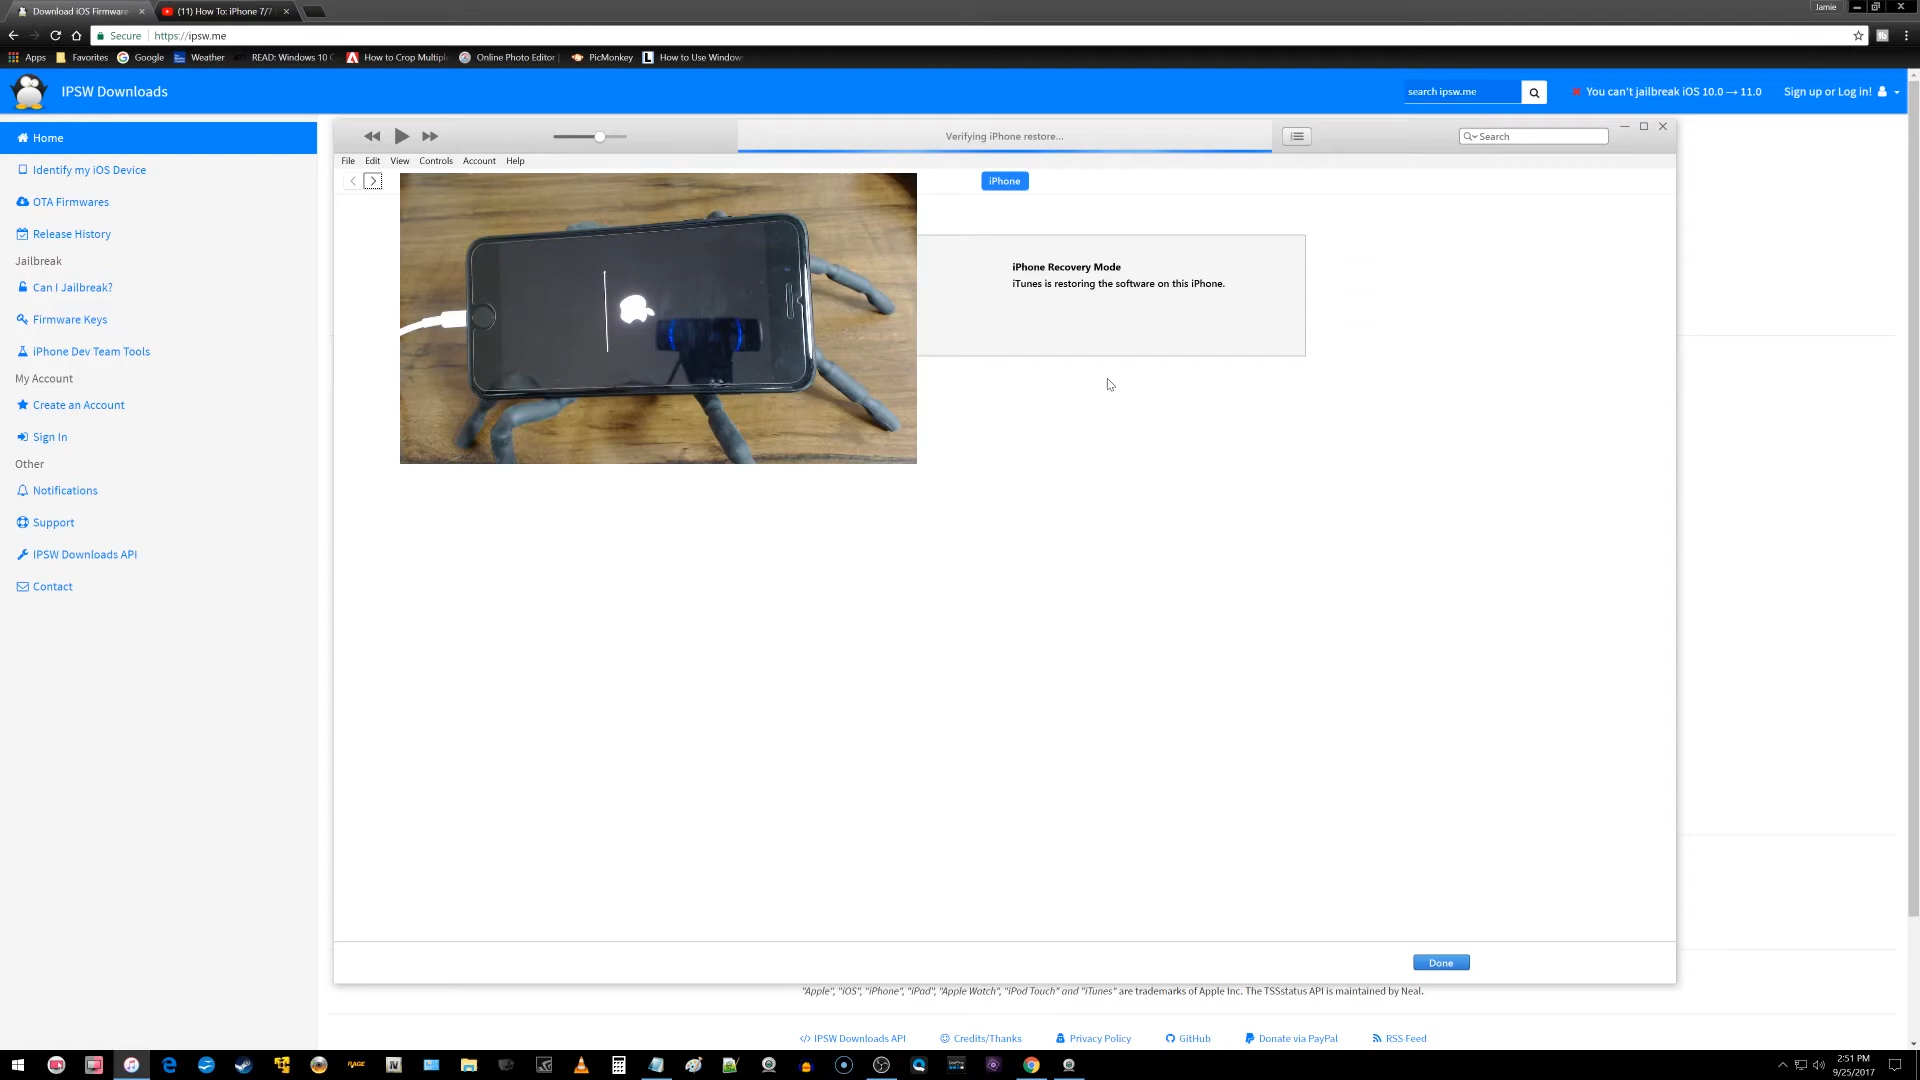 Download iOS Firmware
(11) How To: iPhone 7/7
Jamie
Secure
https://ipsw.me
Apps
Favorites
Google
Weather
READ: Windows 10
How to Crop Multipl
Online Photo Editor
PicMonkey
How to Use Window
IPSW Downloads
search ipsw.me
You can't jailbreak iOS 10.0 → 11.0
Sign up or Log in!
Home
Identify my iOS Device
OTA Firmwares
Release History
Jailbreak
Can I Jailbreak?
Firmware Keys
iPhone Dev Team Tools
My Account
Create an Account
Sign In
Other
Notifications
Support
IPSW Downloads API
Contact
Verifying iPhone restore...
Search
File Edit View Controls Account Help
iPhone
iPhone Recovery Mode
iTunes is restoring the software on this iPhone.
Done
"Apple", "iOS", "iPhone", "iPad", "Apple Watch", "iPod Touch" and "iTunes" are trademarks of Apple Inc. The TSSstatus API is maintained by Neal.
</> IPSW Downloads API
Credits/Thanks
Privacy Policy
GitHub
Donate via PayPal
RSS Feed
RAGE
IV
2:51 PM
9/25/2017